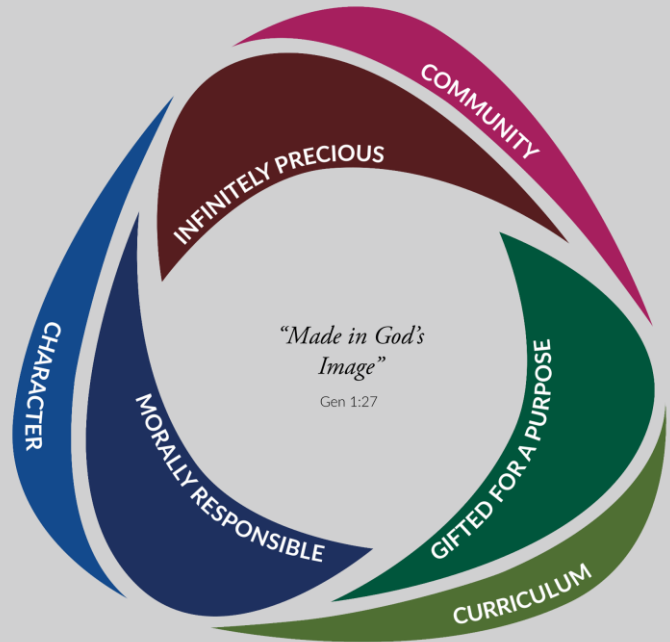 COMMUNITY
INFINITELY PRECIOUS
“Made in God’s
Image”
Gen 1:27
CHARACTER
MORALLY RESPONSIBLE
GIFTED FOR A PURPOSE
CURRICULUM